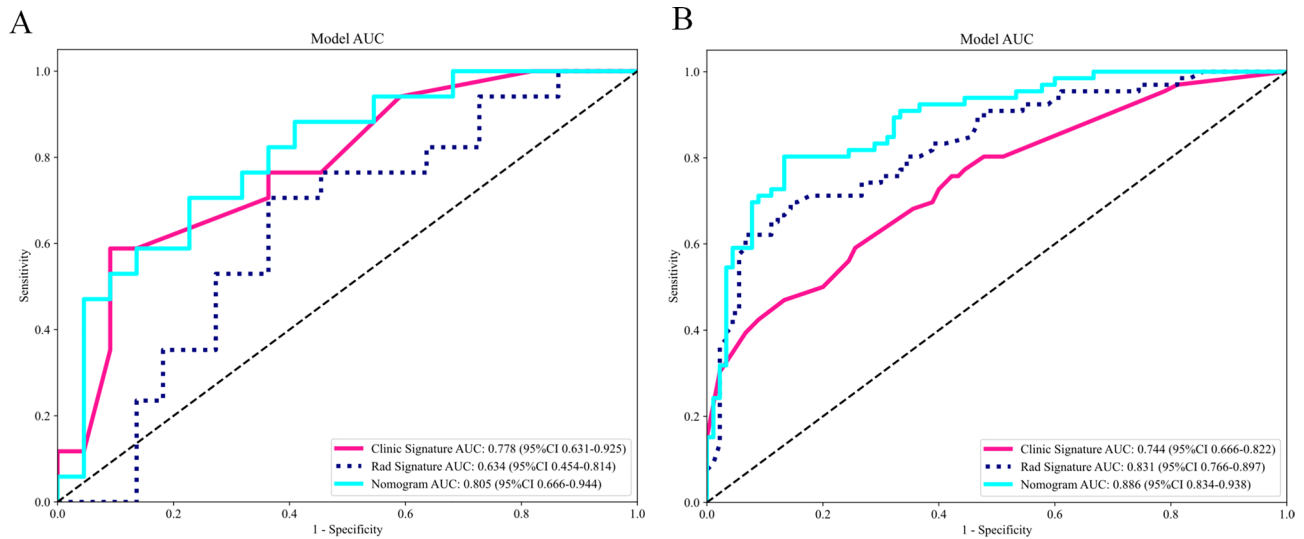 A
Model AUC
1.0
0.8
0.6
0.4
0.2
0.0
Sensitivity
0.0 0.2 0.4 0.6 0.8 1.0
1 - Specificity
Clinic Signature AUC: 0.778 (95%CI 0.631-0.925)
Rad Signature AUC: 0.634 (95%CI 0.454-0.814)
Nomogram AUC: 0.805 (95%CI 0.666-0.944)
B
Model AUC
1.0
0.8
0.6
0.4
0.2
0.0
Sensitivity
0.0 0.2 0.4 0.6 0.8 1.0
1 - Specificity
Clinic Signature AUC: 0.744 (95%CI 0.666-0.822)
Rad Signature AUC: 0.831 (95%CI 0.766-0.897)
Nomogram AUC: 0.886 (95%CI 0.834-0.938)